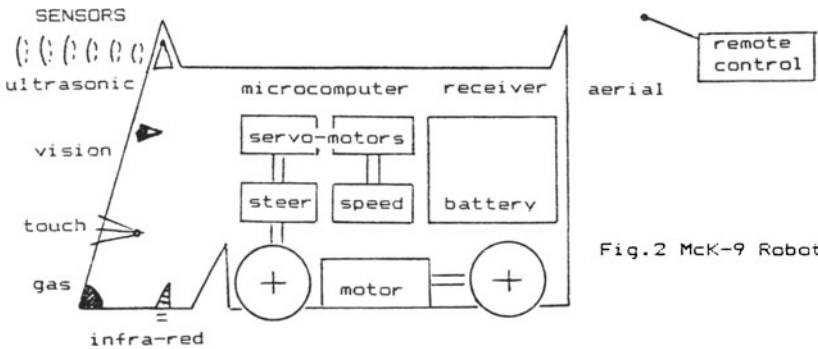 SENSORS
remote
control
ultrasonic
microcomputer
receiver
aerial
servo-motors
vision
steer
speed
battery
touch
Fig.2 McK-9 Robot
gas
motor
infra-red